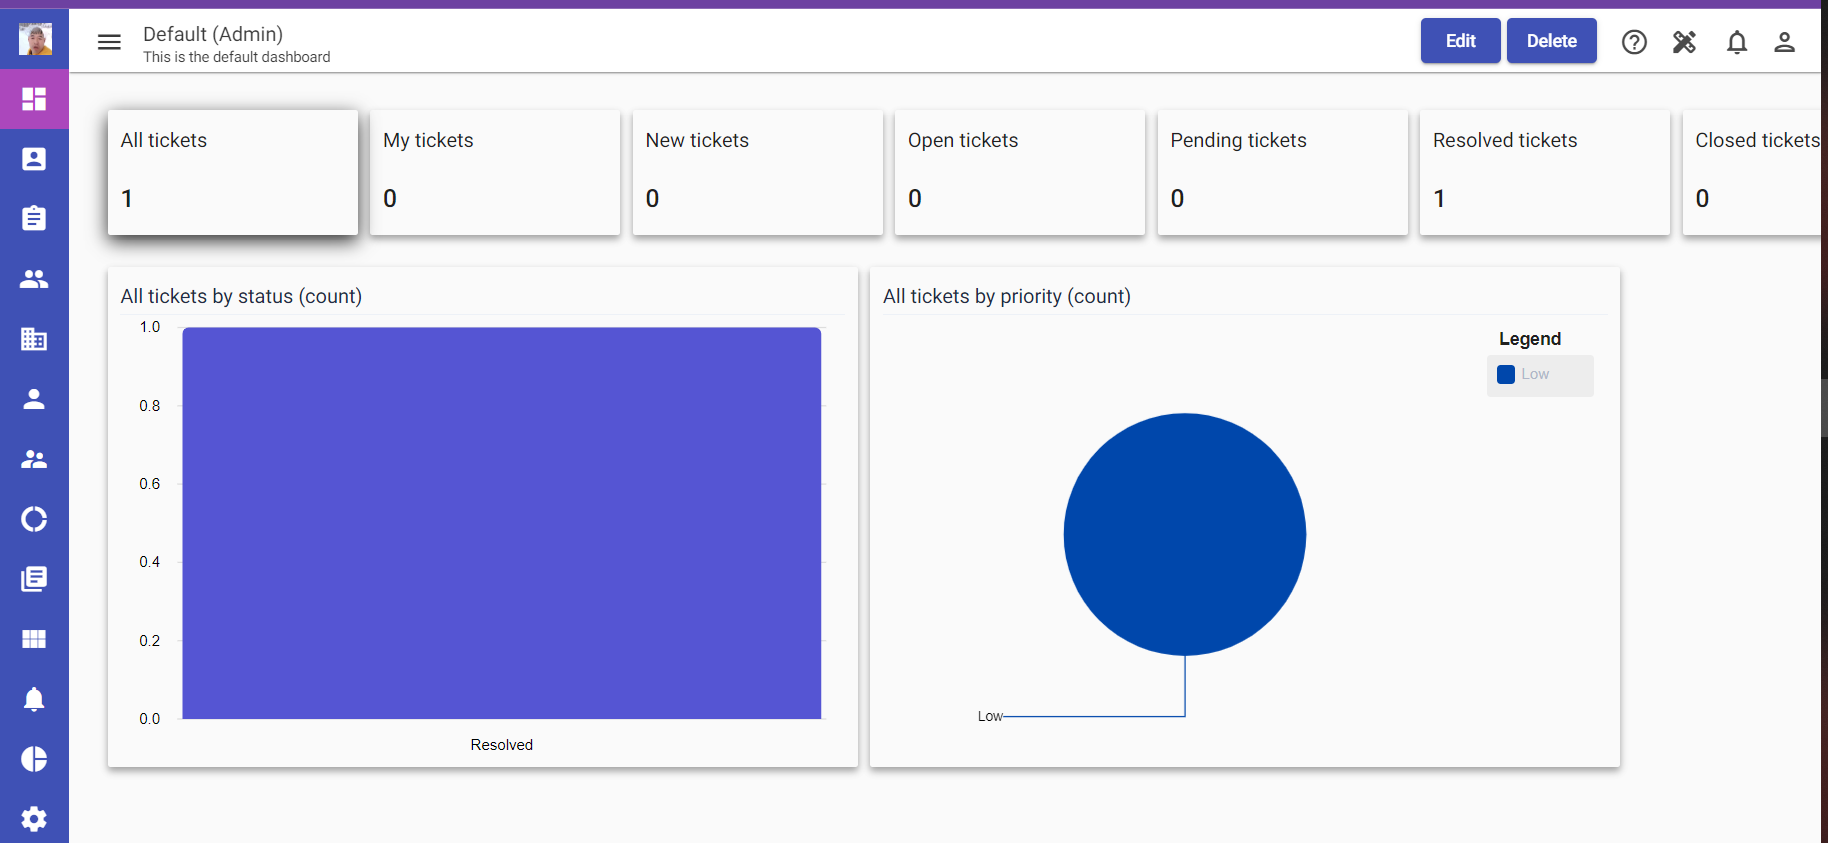 Default (Admin)
This is the default dashboard
Edit
Delete
All tickets
1
My tickets
0
New tickets
0
Open tickets
0
Pending tickets
0
Resolved tickets
1
Closed tickets
0
All tickets by status (count)
1.0
0.8
0.6
0.4
0.2
0.0
Resolved
All tickets by priority (count)
Legend
Low
Low